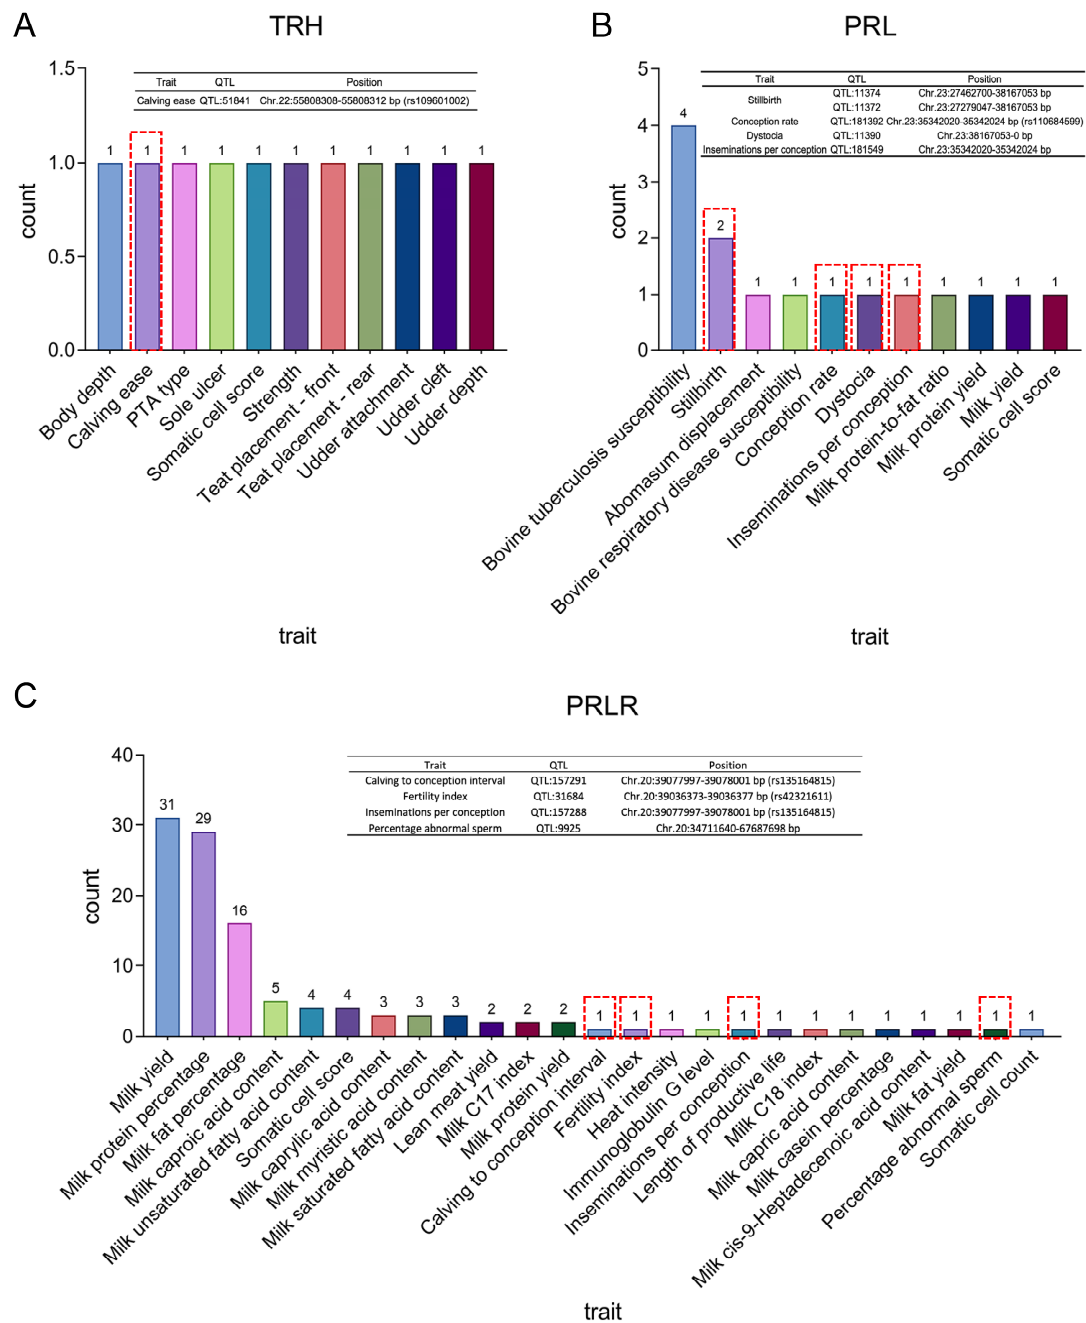 A
TRH
Trait QTL Position
Calving ease QTL:51841 Chr.22:55808308-55808312 bp (rs109601002)
1.5
1.0
0.5
0.0
count
1 1 1 1 1 1 1 1 1 1 1
Body depth
Calving ease
PTA type
Sole ulcer
Somatic cell score
Strength
Teat placement - front
Teat placement - rear
Udder attachment
Udder cleft
Udder depth
trait
B
PRL
Trait QTL Position
Stillbirth QTL:11374 Chr.23:27462700-38167053 bp
QTL:11372 Chr.23:27279047-38167053 bp
Conception rate QTL:181392 Chr.23:35342020-35342024 bp (rs110684599)
Dystocia QTL:11390 Chr.23:38167053-0 bp
Inseminations per conception QTL:181549 Chr.23:35342020-35342024 bp
5
4
3
2
1
0
count
4 2 1 1 1 1 1 1 1 1 1
Bovine tuberculosis susceptibility
Stillbirth
Abomasum displacement
Bovine respiratory disease susceptibility
Conception rate
Dystocia
Inseminations per conception
Milk protein-to-fat ratio
Milk protein yield
Milk yield
Somatic cell score
trait
C
PRLR
Trait QTL Position
Calving to conception interval QTL:157291 Chr.20:39077997-39078001 bp (rs135164815)
Fertility index QTL:31684 Chr.20:39036373-39036377 bp (rs42321611)
Inseminations per conception QTL:157288 Chr.20:39077997-39078001 bp (rs135164815)
Percentage abnormal sperm QTL:9925 Chr.20:34711640-67687698 bp
40
30
20
10
0
count
31 29 16 5 4 4 3 3 3 2 2 2 1 1 1 1 1 1 1 1 1 1 1 1 1
Milk yield
Milk protein percentage
Milk fat percentage
Milk caproic acid content
Milk unsaturated fatty acid content
Somatic cell score
Milk caprylic acid content
Milk myristic acid content
Milk saturated fatty acid content
Lean meat yield
Milk C17 index
Milk protein yield
Calving to conception interval
Fertility index
Heat intensity
Immunoglobulin G level
Inseminations per conception
Length of productive life
Milk C18 index
Milk capric acid content
Milk casein percentage
Milk cis-9-Heptadecenoic acid content
Milk fat yield
Percentage abnormal sperm
Somatic cell count
trait